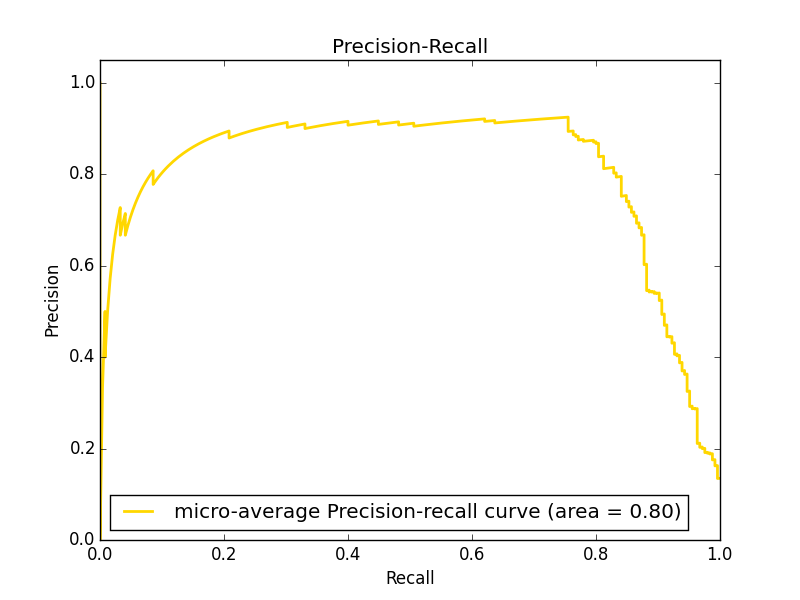 Precision-Recall
1.0
0.8
0.6
0.4
0.2
0.0
Precision
micro-average Precision-recall curve (area = 0.80)
0.0 0.2 0.4 0.6 0.8 1.0
Recall